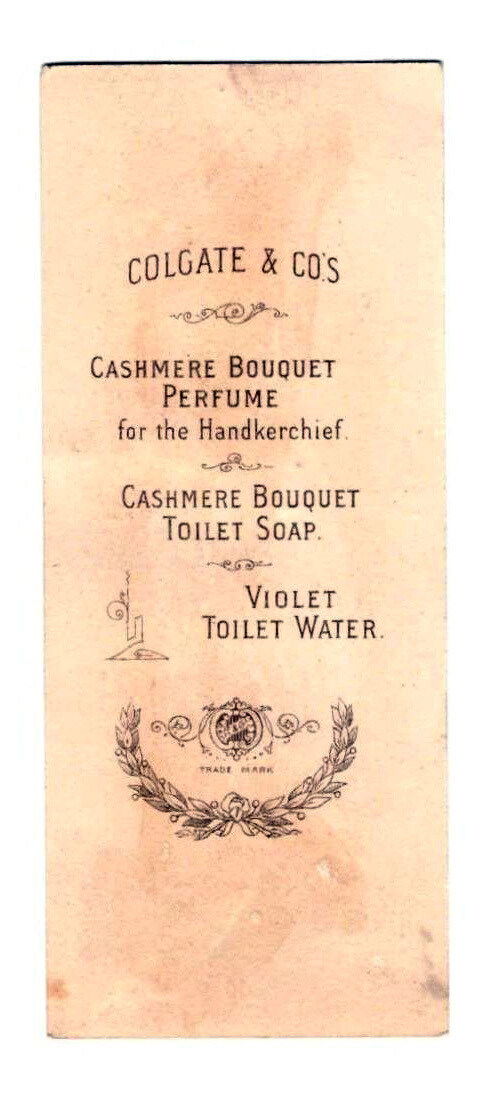 COLGATE & CO'S
CASHMERE BOUQUET
PERFUME
for the Handkerchief.
CASHMERE BOUQUET
TOILET SOAP.
VIOLET
TOILET WATER.
TRADE MARK